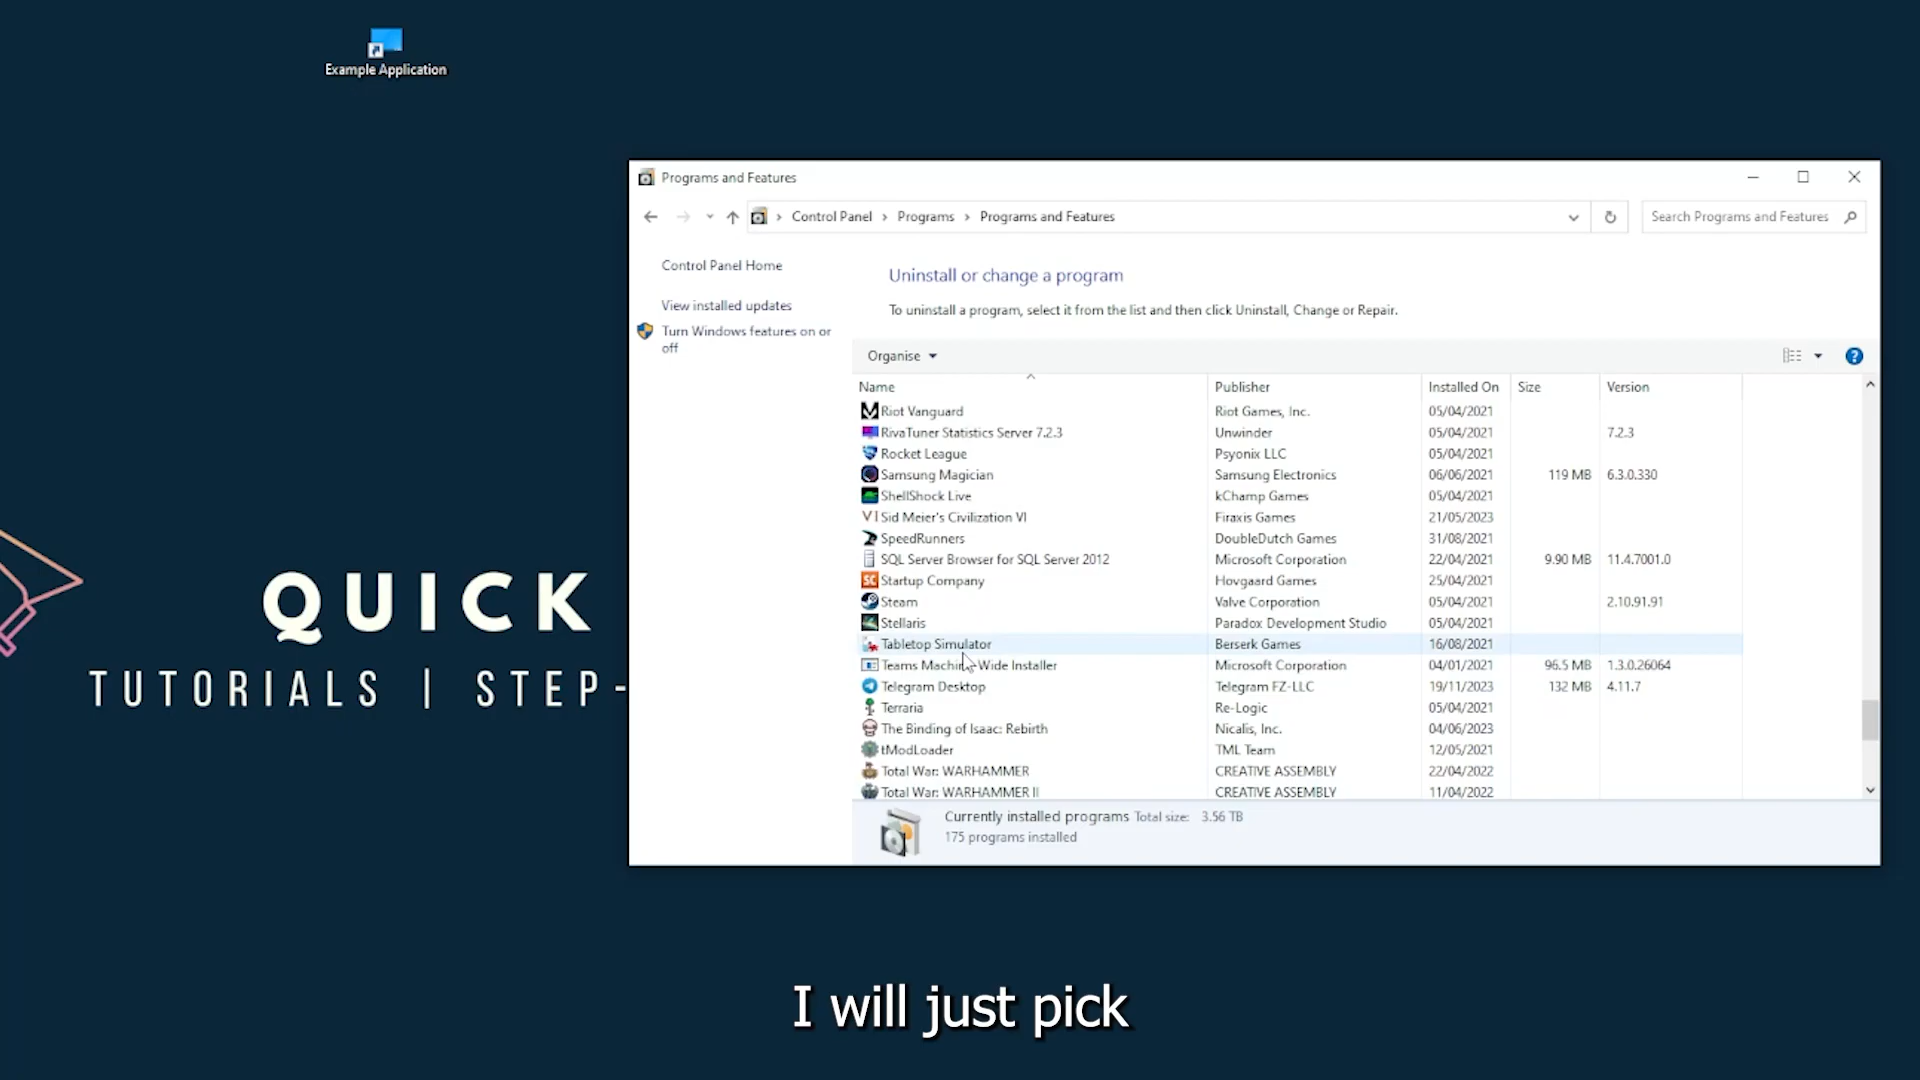 Example Application
QUICK
TUTORIALS | STEP-
Programs and Features
Control Panel > Programs > Programs and Features
Search Programs and Features
Control Panel Home
View installed updates
Turn Windows features on or
off
Uninstall or change a program
To uninstall a program, select it from the list and then click Uninstall, Change or Repair.
Organise
Name Publisher Installed On Size Version
Riot Vanguard Riot Games, Inc. 05/04/2021
RivaTuner Statistics Server 7.2.3 Unwinder 05/04/2021 7.2.3
Rocket League Psyonix LLC 05/04/2021
Samsung Magician Samsung Electronics 06/06/2021 119 MB 6.3.0.330
ShellShock Live kChamp Games 05/04/2021
VI Sid Meier's Civilization VI Firaxis Games 21/05/2023
SpeedRunners DoubleDutch Games 31/08/2021
SQL Server Browser for SQL Server 2012 Microsoft Corporation 22/04/2021 9.90 MB 11.4.7001.0
SC Startup Company Hovgaard Games 25/04/2021
Steam Valve Corporation 05/04/2021 2.10.91.91
Stellaris Paradox Development Studio 05/04/2021
Tabletop Simulator Berserk Games 16/08/2021
Teams Machine-Wide Installer Microsoft Corporation 04/01/2021 96.5 MB 1.3.0.26064
Telegram Desktop Telegram FZ-LLC 19/11/2023 132 MB 4.11.7
Terraria Re-Logic 05/04/2021
The Binding of Isaac: Rebirth Nicalis, Inc. 04/06/2023
tModLoader TML Team 12/05/2021
Total War: WARHAMMER CREATIVE ASSEMBLY 22/04/2022
Total War: WARHAMMER II CREATIVE ASSEMBLY 11/04/2022
Currently installed programs Total size: 3.56 TB
175 programs installed
I will just pick